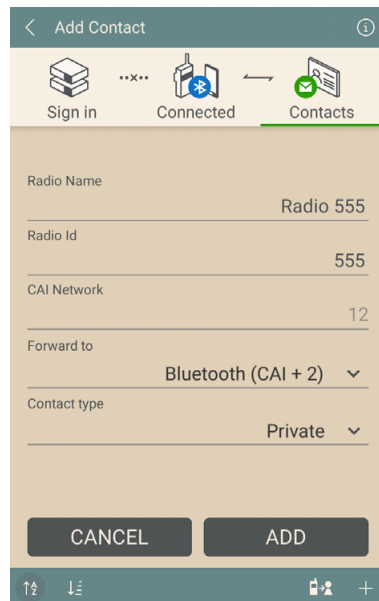 Add Contact
Sign in Connected Contacts
Radio Name
Radio 555
Radio Id
555
CAI Network
12
Forward to
Bluetooth (CAI + 2)
Contact type
Private
CANCEL ADD